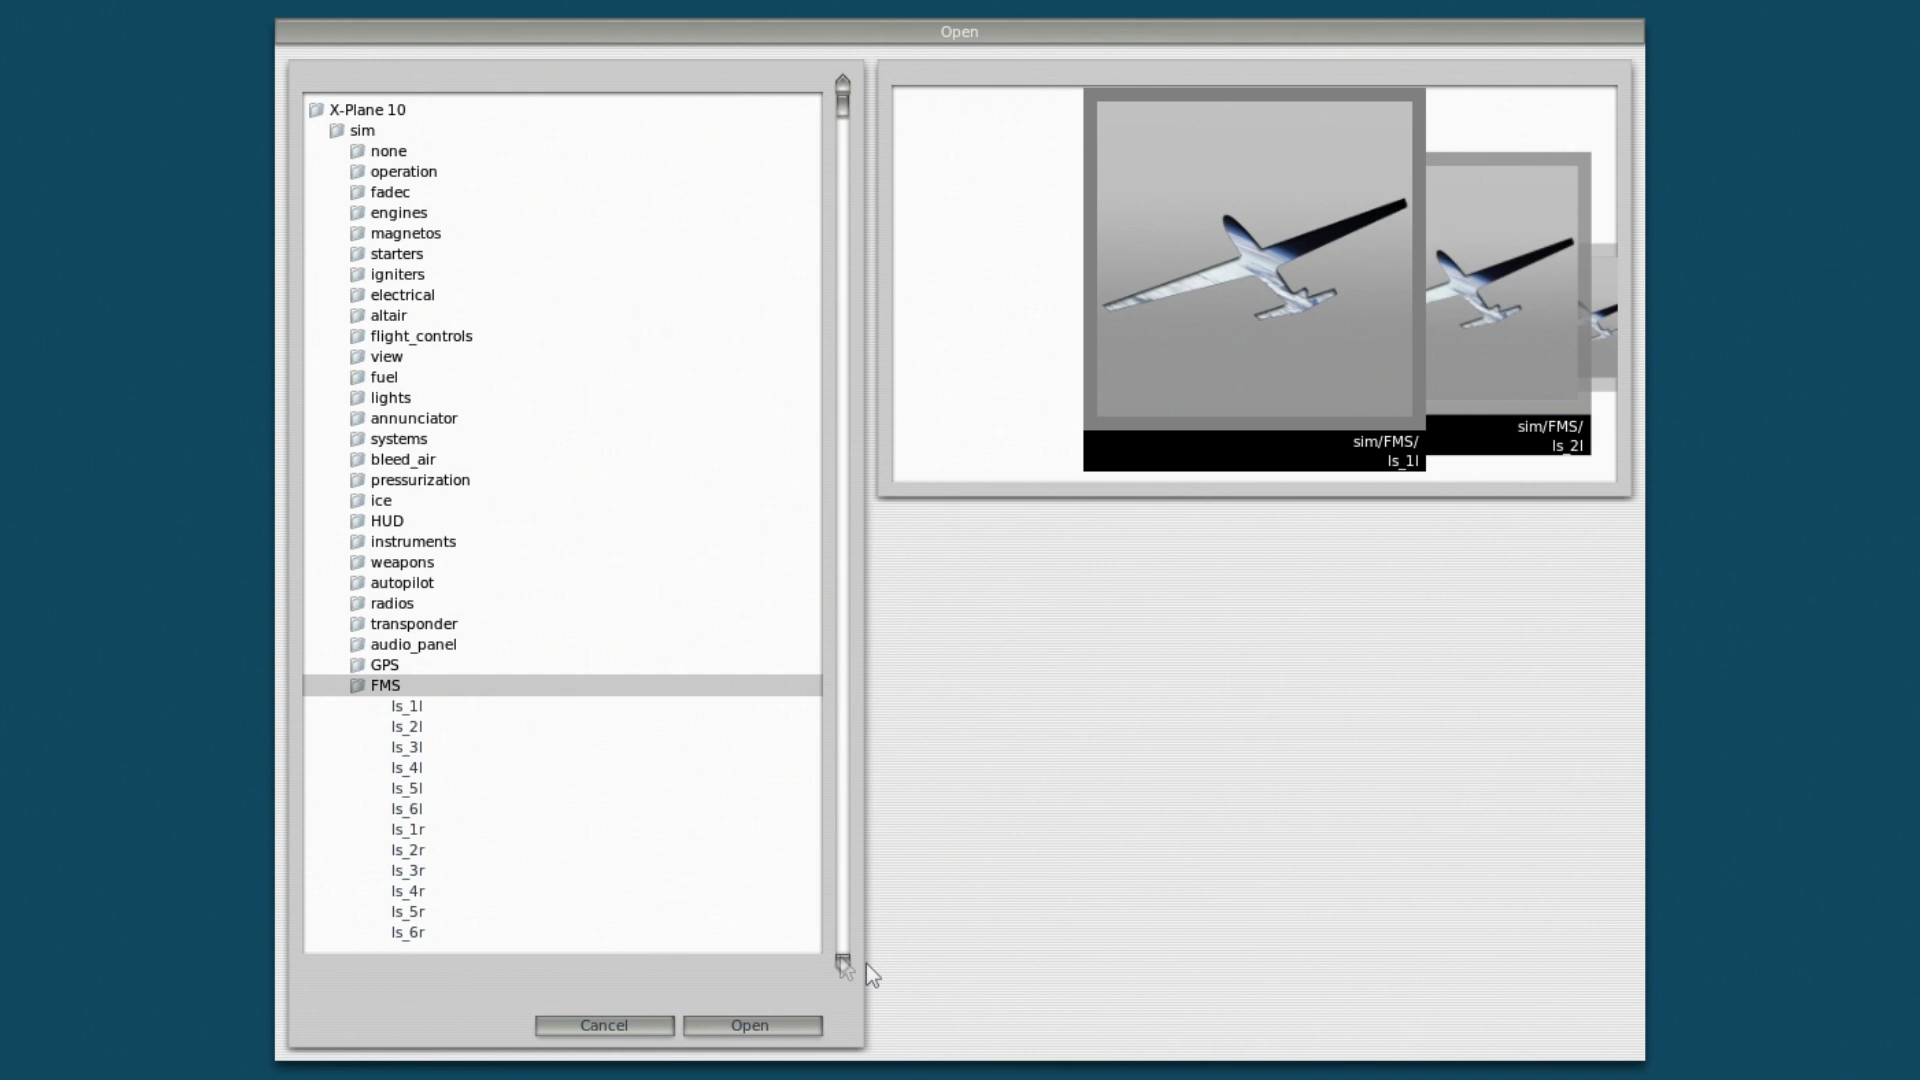 Open
X-Plane 10
sim
none
operation
fadec
engines
magnetos
starters
igniters
electrical
altair
flight_controls
view
fuel
lights
annunciator
systems
bleed_air
pressurization
ice
HUD
instruments
weapons
autopilot
radios
transponder
audio_panel
GPS
FMS
ls_1l
ls_2l
ls_3l
ls_4l
ls_5l
ls_6l
ls_1r
ls_2r
ls_3r
ls_4r
ls_5r
ls_6r
Cancel
Open
sim/FMS/
ls_1l
sim/FMS/
ls_2l